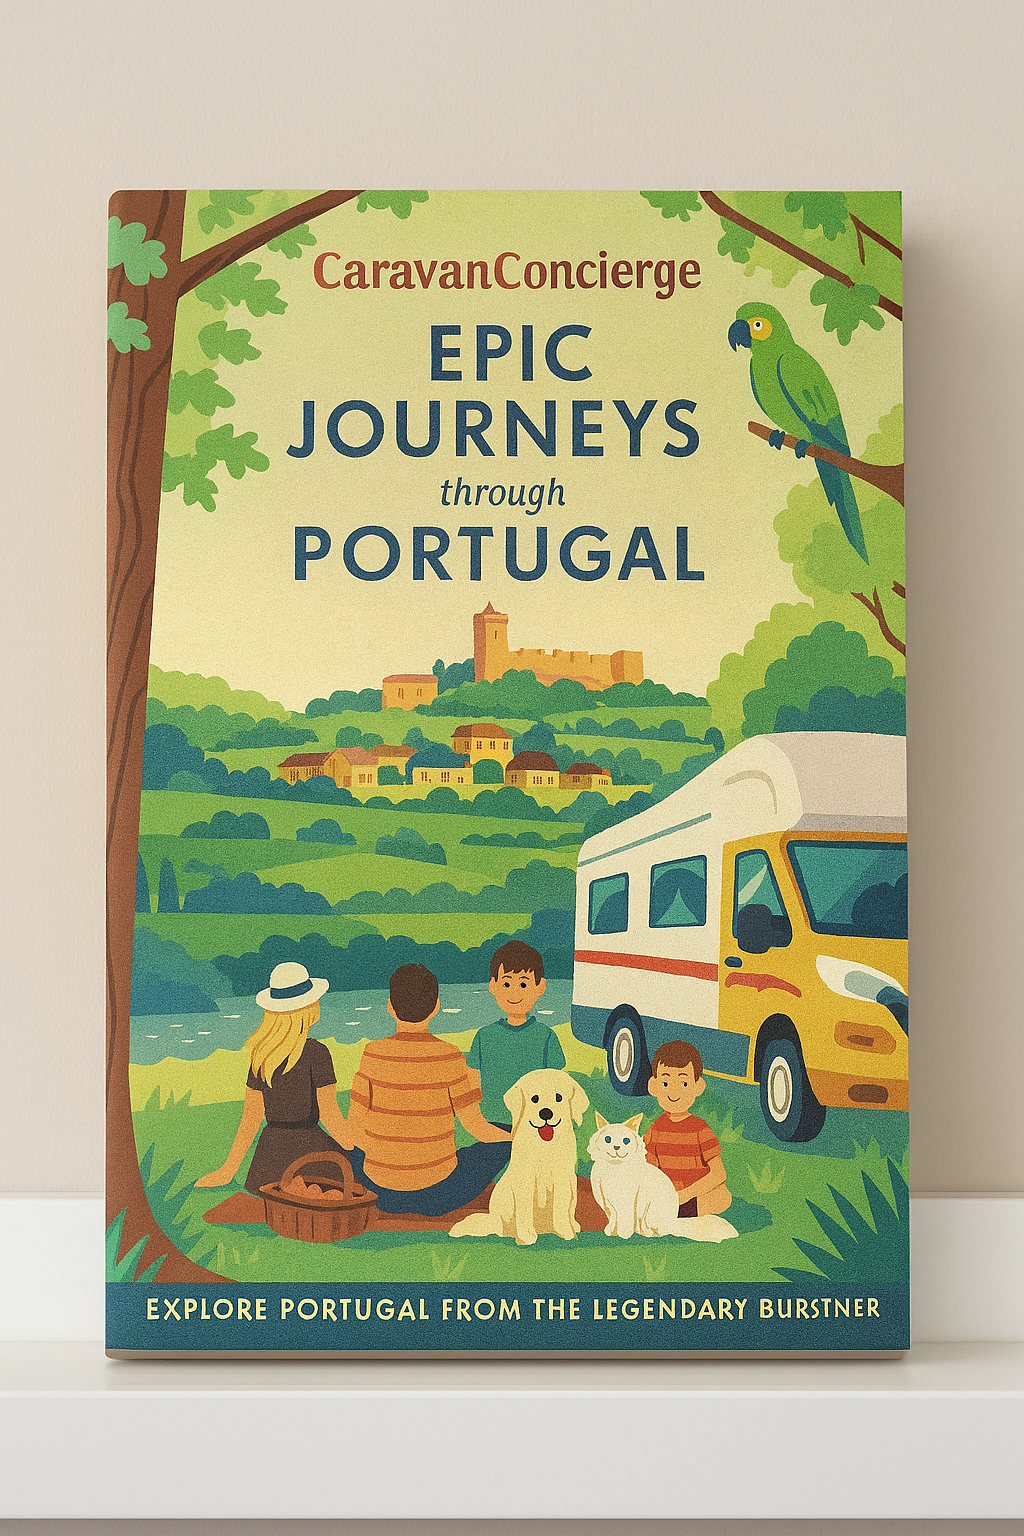 CaravanConcierge
EPIC
JOURNEYS
through
PORTUGAL
EXPLORE PORTUGAL FROM THE LEGENDARY BURSTNER